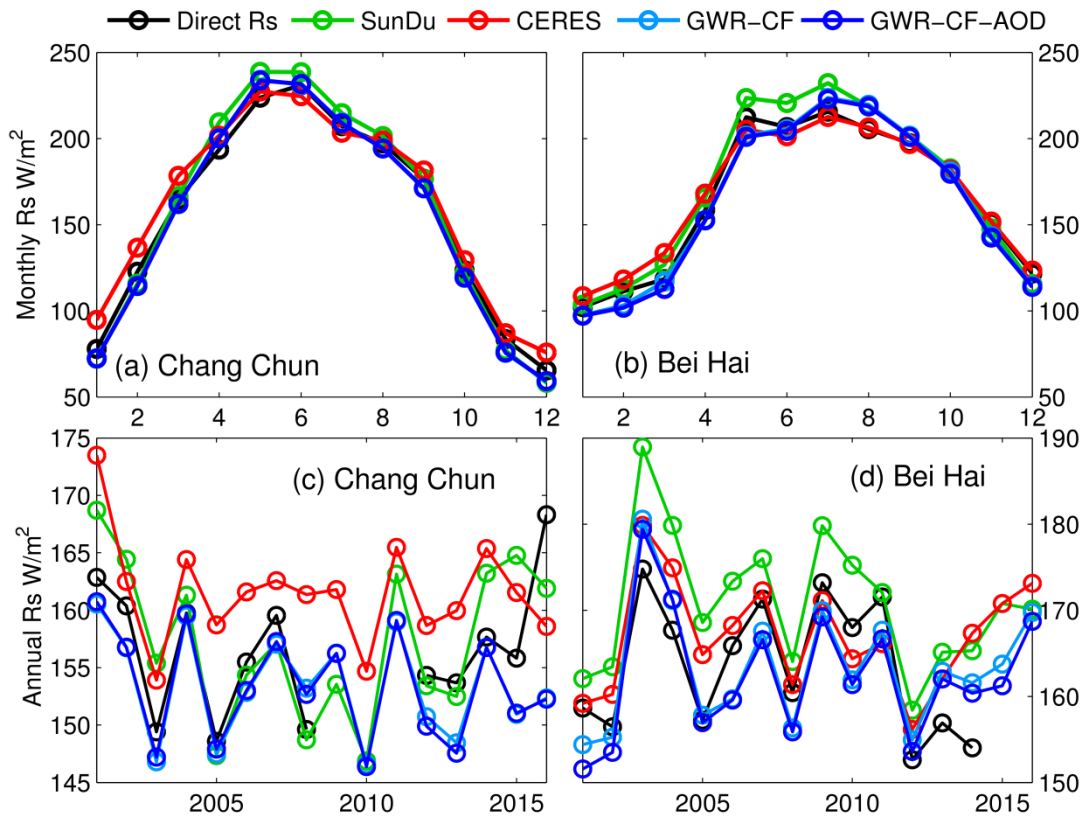 Direct Rs SunDu CERES GWR−CF GWR−CF−AOD
Monthly Rs W/m²
250
200
150
100
50
(a) Chang Chun
2 4 6 8 10 12
(b) Bei Hai
250
200
150
100
50
2 4 6 8 10 12
Annual Rs W/m²
175
170
165
160
155
150
145
(c) Chang Chun
2005 2010 2015
(d) Bei Hai
190
180
170
160
150
2005 2010 2015